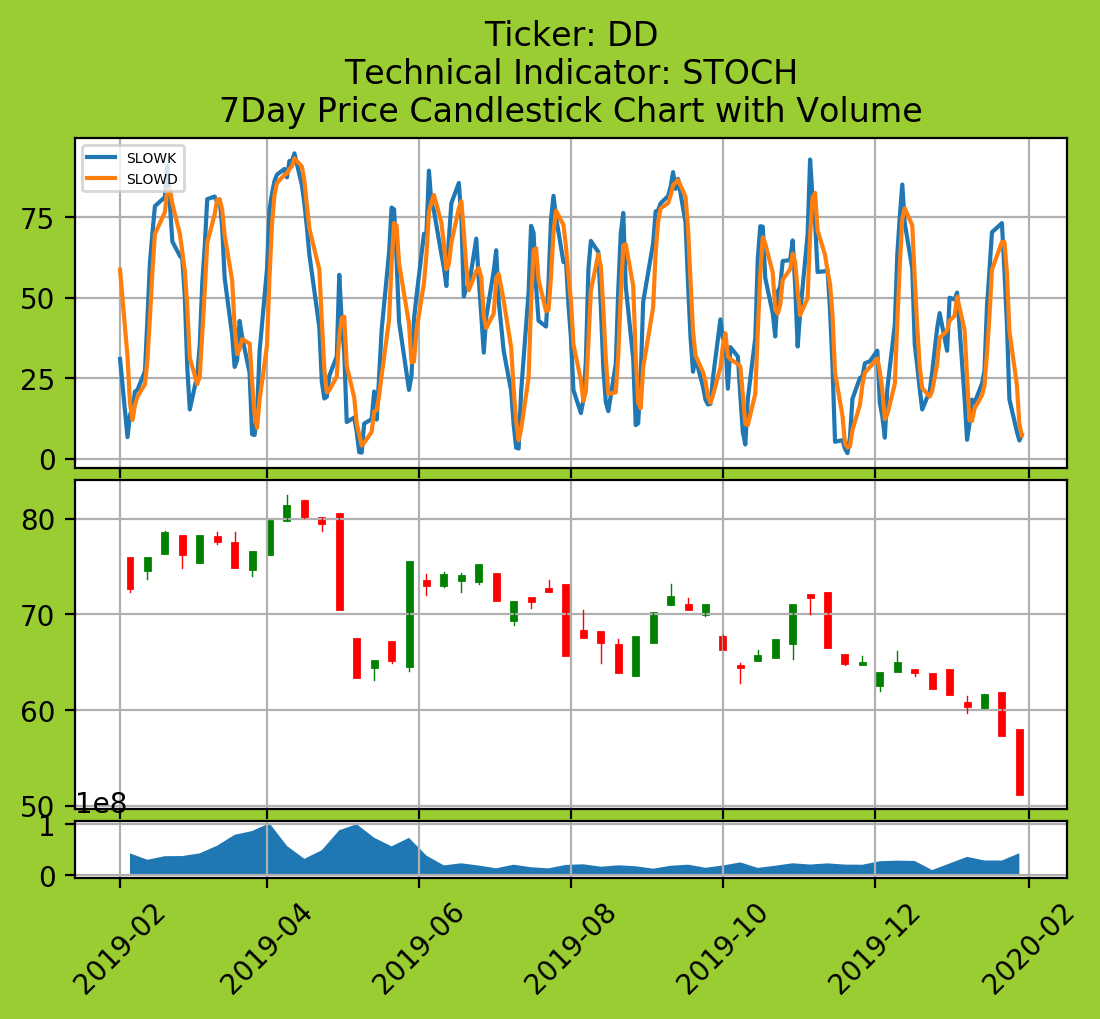 Ticker: DD
Technical Indicator: STOCH
7Day Price Candlestick Chart with Volume
SLOWK
SLOWD
75
50
25
0
80
70
60
50
1e8
1
0
2019-02
2019-04
2019-06
2019-08
2019-10
2019-12
2020-02